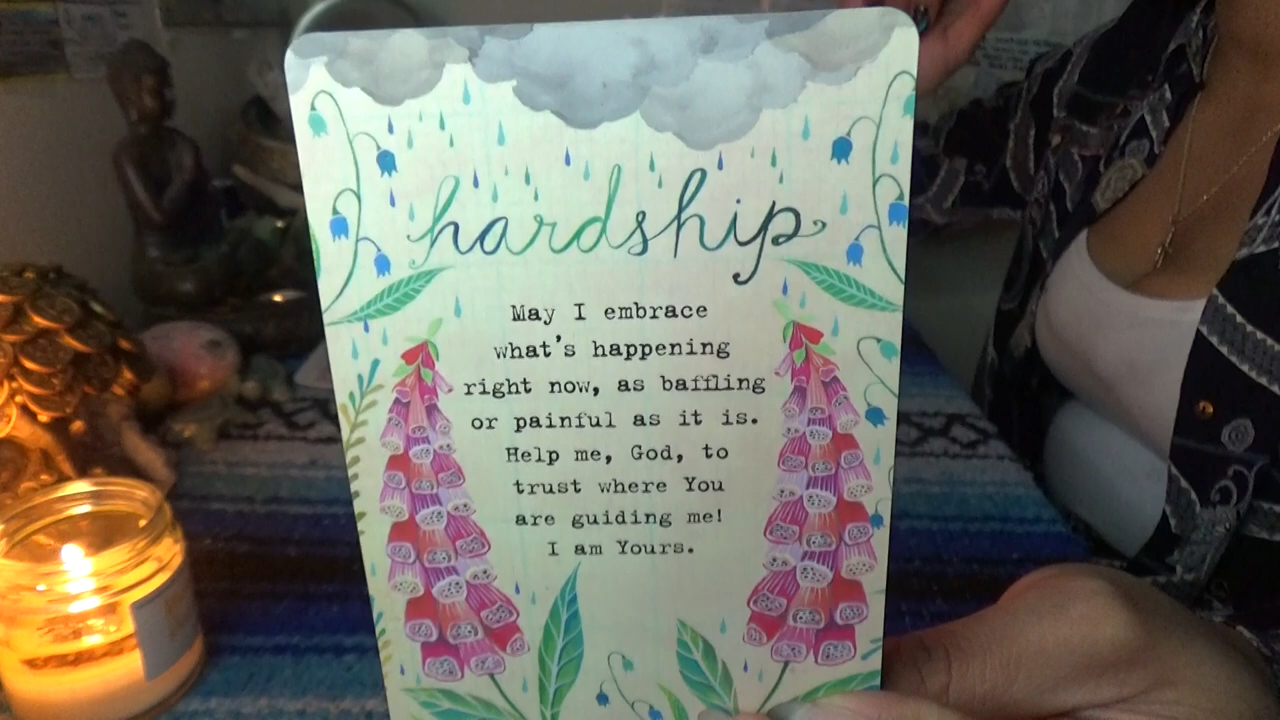 hardship
May I embrace
what's happening
right now, as baffling
or painful as it is.
Help me, God, to
trust where You
are guiding me!
I am Yours.